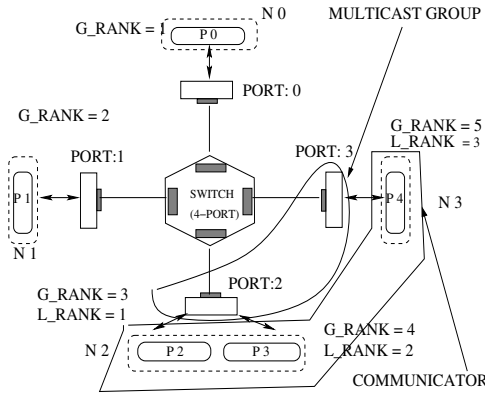 N 0
MULTICAST GROUP
G_RANK = 1
P 0
PORT: 0
G_RANK = 2
G_RANK = 5
L_RANK = 3
PORT:1
PORT: 3
P 1
SWITCH
(4−PORT)
P 4
N 3
N 1
PORT:2
G_RANK = 3
L_RANK = 1
G_RANK = 4
L_RANK = 2
N 2
P 2
P 3
COMMUNICATOR